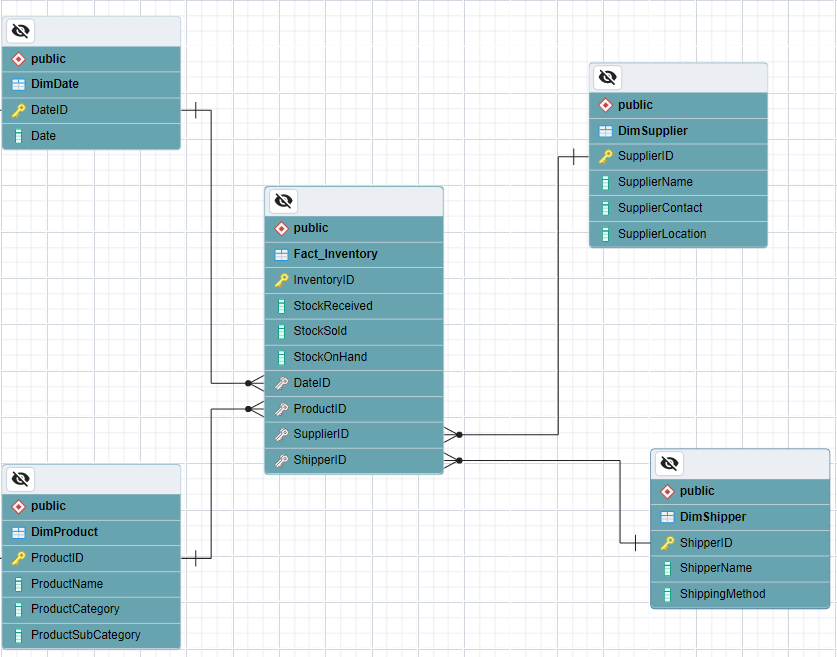 public
DimDate
DateID
Date
public
DimSupplier
SupplierID
SupplierName
SupplierContact
SupplierLocation
public
Fact_Inventory
InventoryID
StockReceived
StockSold
StockOnHand
DateID
ProductID
SupplierID
ShipperID
public
DimProduct
ProductID
ProductName
ProductCategory
ProductSubCategory
public
DimShipper
ShipperID
ShipperName
ShippingMethod